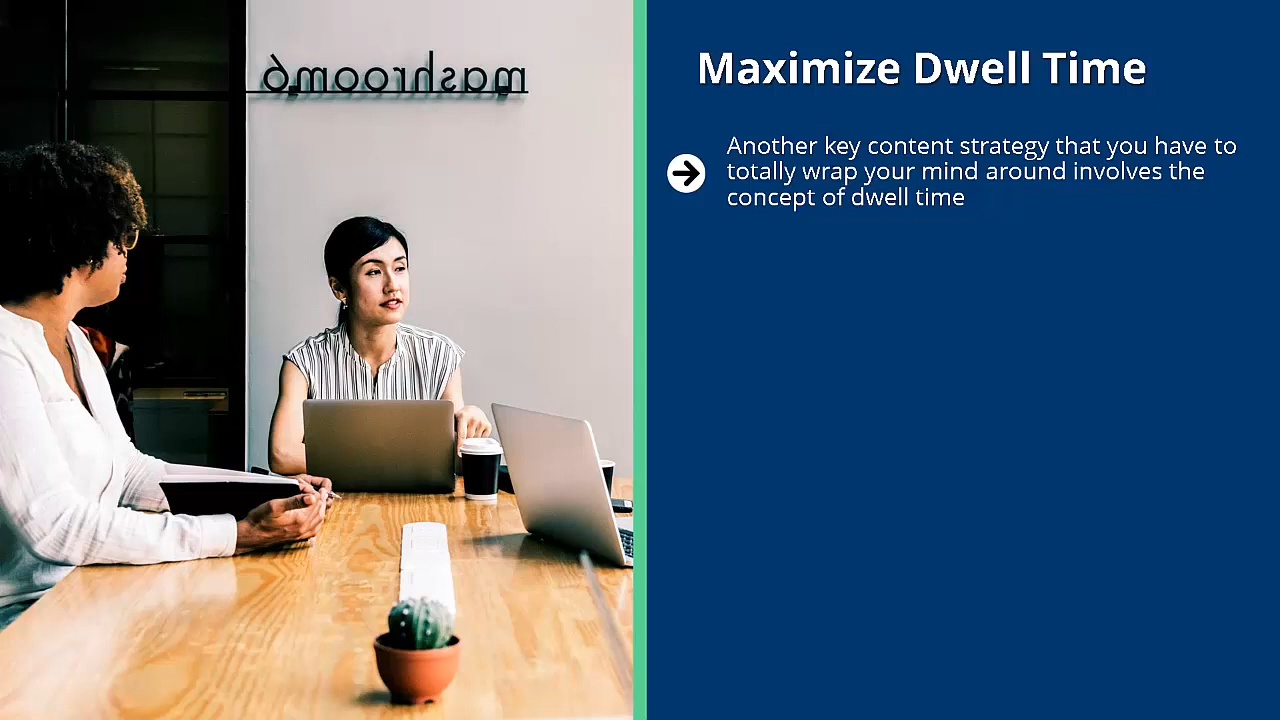 mashroom6
Maximize Dwell Time
Another key content strategy that you have to
totally wrap your mind around involves the
concept of dwell time